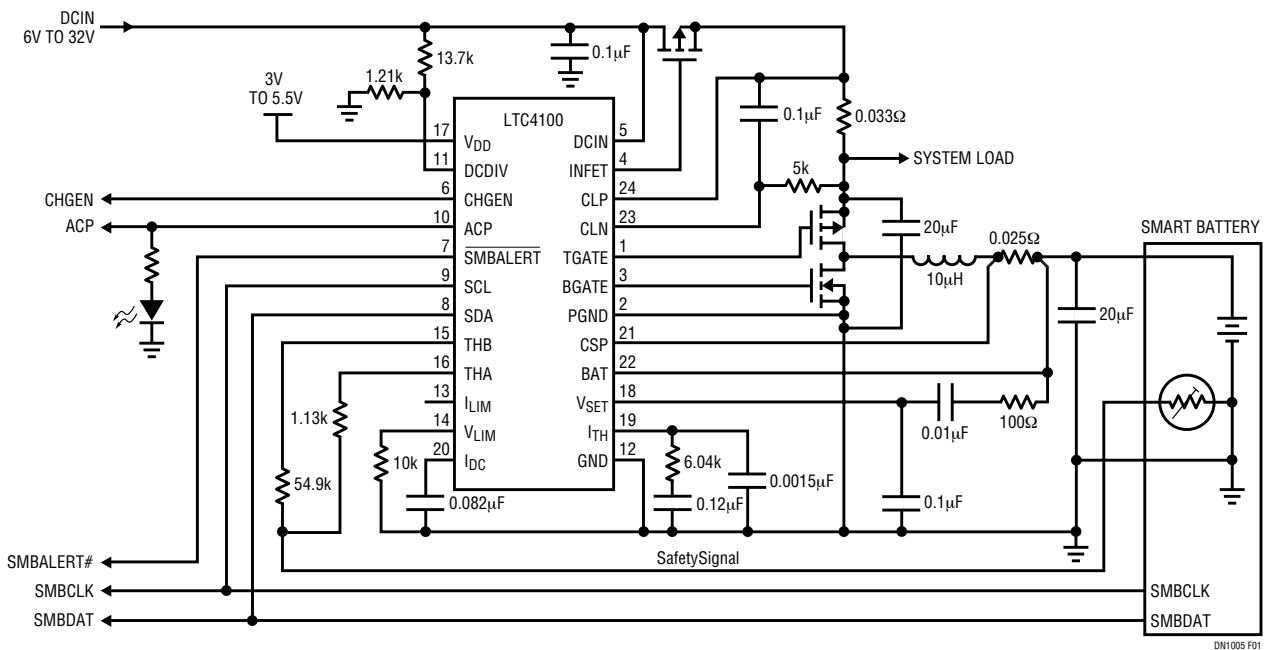 DCIN
6V TO 32V
13.7k
0.1µF
1.21k
3V
TO 5.5V
LTC4100
0.1µF
0.033Ω
17
VDD
DCIN
5
SYSTEM LOAD
11
DCDIV
INFET
4
5k
CHGEN
6
CHGEN
CLP
24
ACP
10
ACP
CLN
23
20µF
SMART BATTERY
0.025Ω
7
SMBALERT
TGATE
1
10µH
9
SCL
BGATE
3
8
SDA
PGND
2
20µF
15
THB
CSP
21
16
THA
BAT
22
13
ILIM
VSET
18
1.13k
0.01µF
100Ω
14
VLIM
ITH
19
10k
20
IDC
GND
12
6.04k
0.0015µF
54.9k
0.082µF
0.12µF
0.1µF
SafetySignal
SMBALERT#
SMBCLK
SMBCLK
SMBDAT
SMBDAT
DN1005 F01